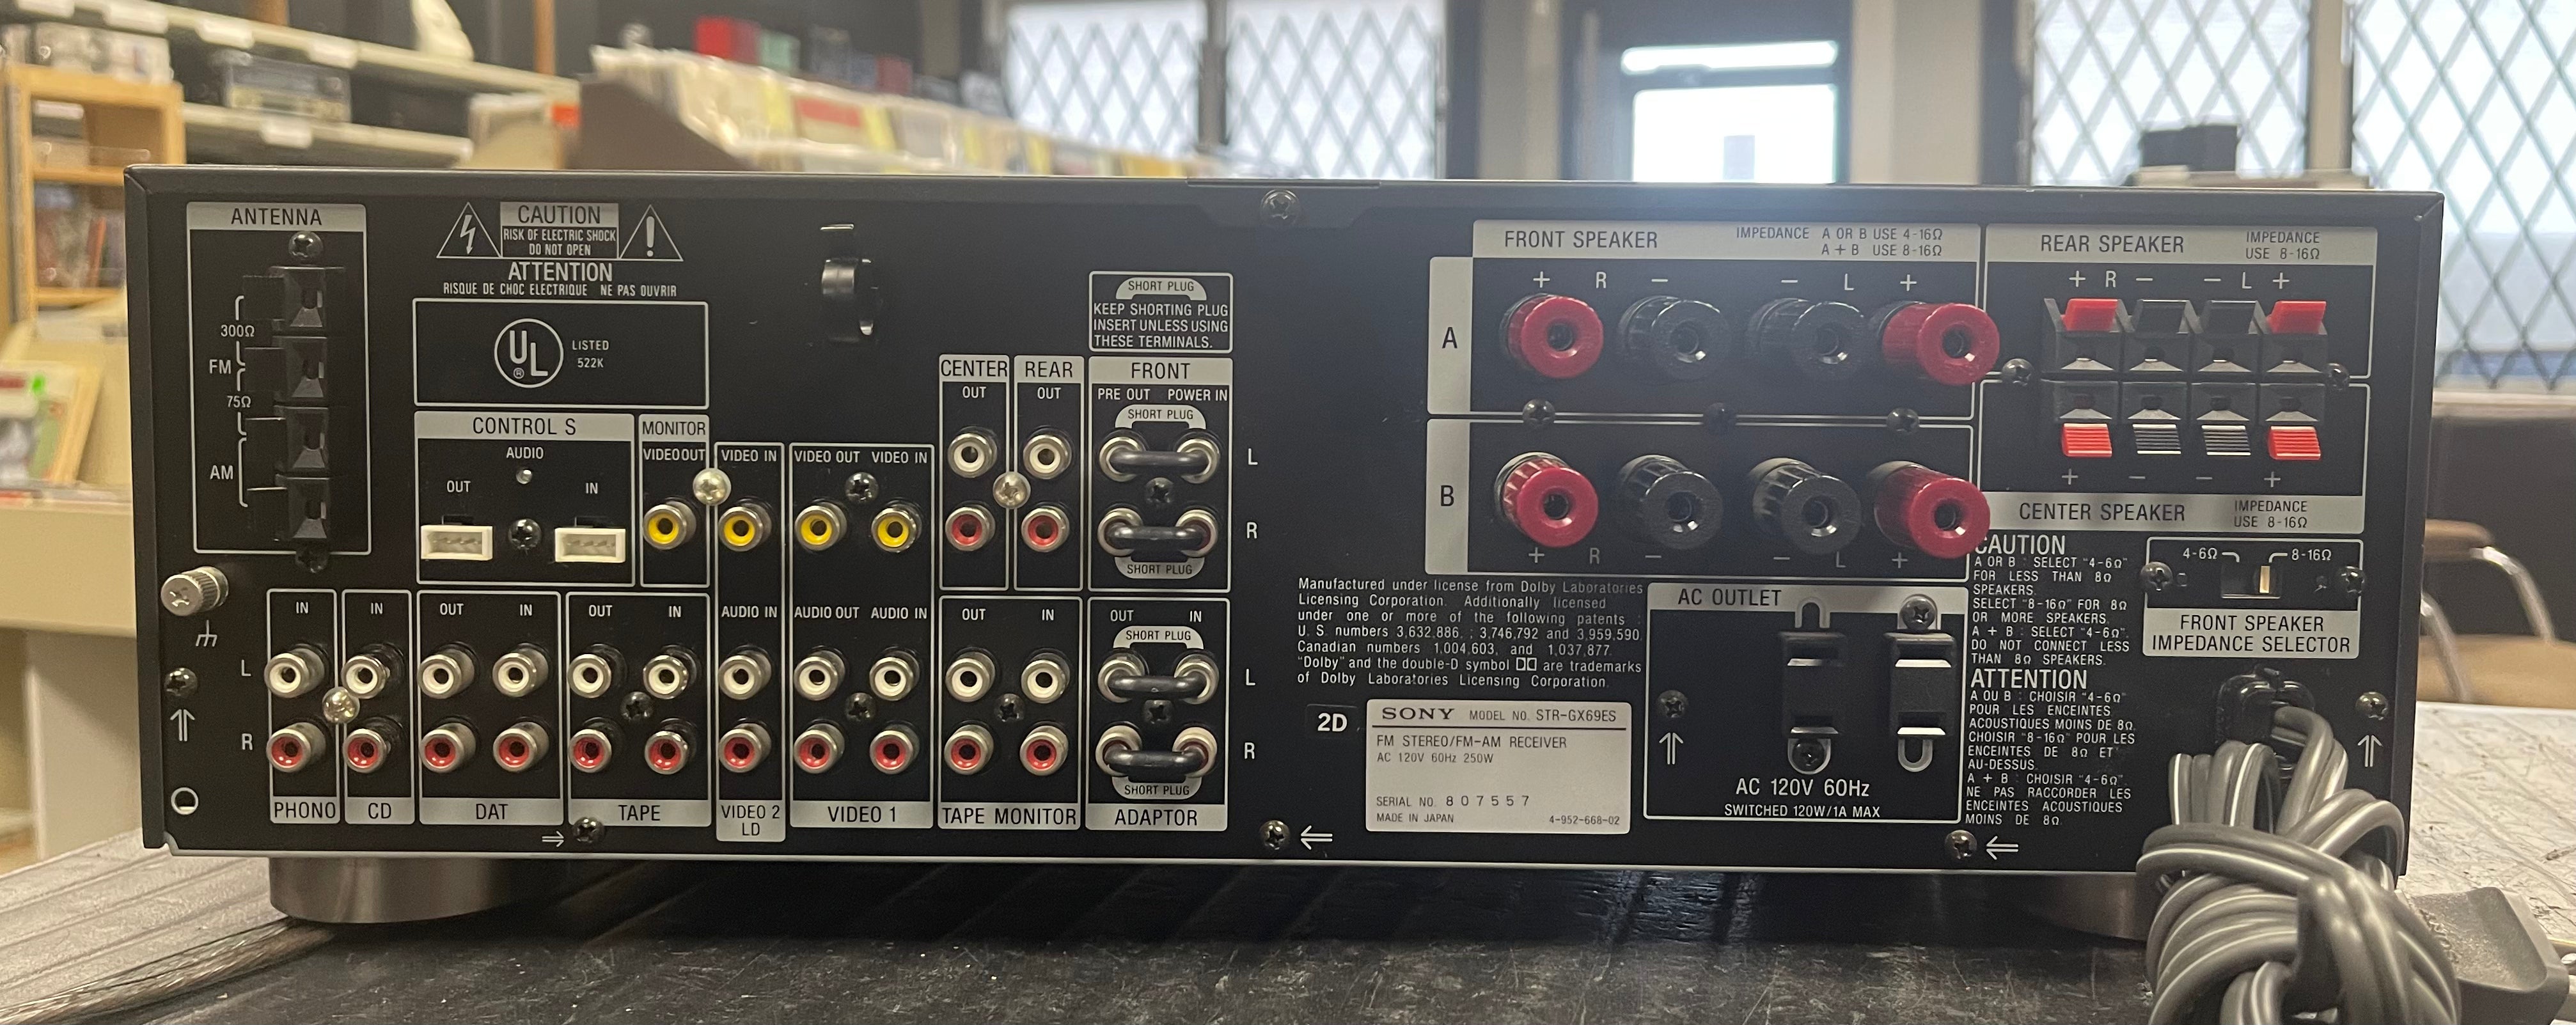 ANTENNA
300Ω
FM
75Ω
AM
CAUTION
RISK OF ELECTRIC SHOCK
DO NOT OPEN
ATTENTION
RISQUE DE CHOC ELECTRIQUE NE PAS OUVRIR
UL
®
LISTED
522K
CONTROL S
AUDIO
OUT IN
MONITOR
VIDEO OUT VIDEO IN
VIDEO OUT VIDEO IN
CENTER REAR
OUT OUT
SHORT PLUG
KEEP SHORTING PLUG
INSERT UNLESS USING
THESE TERMINALS.
FRONT
PRE OUT POWER IN
SHORT PLUG
L
R
SHORT PLUG
IN IN OUT IN OUT IN AUDIO IN AUDIO OUT AUDIO IN OUT IN OUT IN
SHORT PLUG
L L
R R
SHORT PLUG
PHONO CD DAT TAPE VIDEO 2 VIDEO 1 TAPE MONITOR ADAPTOR
LD
FRONT SPEAKER
IMPEDANCE A OR B USE 4-16Ω
A + B USE 8-16Ω
+ R − − L +
A
B
+ R − − L +
REAR SPEAKER
IMPEDANCE
USE 8-16Ω
+ R − − L +
+ − − +
CENTER SPEAKER
IMPEDANCE
USE 8-16Ω
Manufactured under license from Dolby Laboratories
Licensing Corporation. Additionally licensed
under one or more of the following patents :
U. S. numbers 3,632,886, ; 3,746,792 and 3,959,590.
Canadian numbers 1,004,603, and 1,037,877.
"Dolby" and the double-D symbol are trademarks
of Dolby Laboratories Licensing Corporation.
2D
SONY MODEL NO. STR-GX69ES
FM STEREO/FM-AM RECEIVER
AC 120V 60Hz 250W
SERIAL NO. 807557
MADE IN JAPAN 4-952-668-02
AC OUTLET
AC 120V 60Hz
SWITCHED 120W/1A MAX
CAUTION
A OR B : SELECT "4-6Ω"
FOR LESS THAN 8Ω
SPEAKERS.
SELECT "8-16Ω" FOR 8Ω
OR MORE SPEAKERS.
A + B : SELECT "4-6Ω".
DO NOT CONNECT LESS
THAN 8Ω SPEAKERS.
ATTENTION
A OU B : CHOISIR "4-6Ω"
POUR LES ENCEINTES
ACOUSTIQUES MOINS DE 8Ω.
CHOISIR "8-16Ω" POUR LES
ENCEINTES DE 8Ω ET
AU-DESSUS.
A + B : CHOISIR "4-6Ω".
NE PAS RACCORDER LES
ENCEINTES ACOUSTIQUES
MOINS DE 8Ω.
4-6Ω 8-16Ω
FRONT SPEAKER
IMPEDANCE SELECTOR